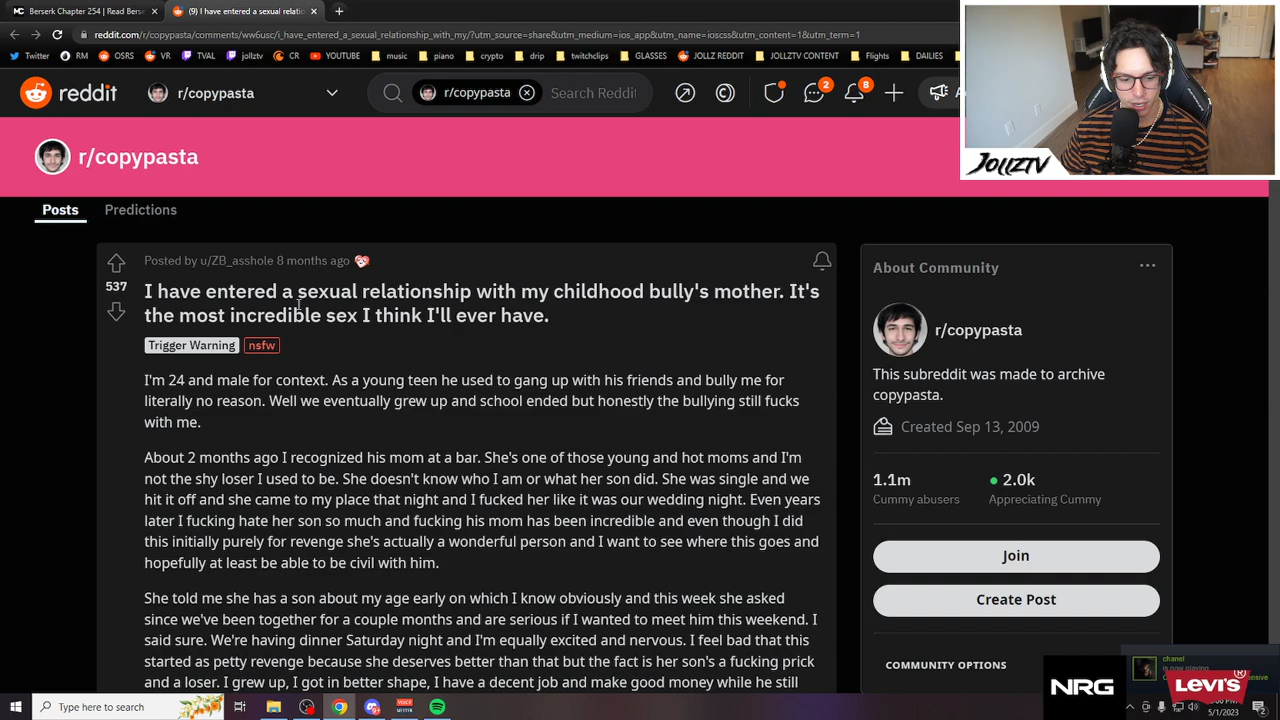 Berserk Chapter 254 | Read Berse
(9) I have entered a sexual relatio
reddit.com/r/copypasta/comments/ww6usc/i_have_entered_a_sexual_relationship_with_my/?utm_source=share&utm_medium=ios_app&utm_name=ioscss&utm_content=1&utm_term=1
Twitter RM OSRS VR TVAL jollztv CR YOUTUBE music piano crypto drip tv/clips GLASSES JOLLZ REDDIT JOLLZTV CONTENT Flights DAILIES
reddit
r/copypasta
r/copypasta
Search Reddit
2
8
JOLLZTV
r/copypasta
Posts
Predictions
Posted by u/ZB_asshole 8 months ago
537
I have entered a sexual relationship with my childhood bully's mother. It's
the most incredible sex I think I'll ever have.
Trigger Warning
nsfw
I'm 24 and male for context. As a young teen he used to gang up with his friends and bully me for
literally no reason. Well we eventually grew up and school ended but honestly the bullying still fucks
with me.
About 2 months ago I recognized his mom at a bar. She's one of those young and hot moms and I'm
not the shy loser I used to be. She doesn't know who I am or what her son did. She was single and we
hit it off and she came to my place that night and I fucked her like it was our wedding night. Even years
later I fucking hate her son so much and fucking his mom has been incredible and even though I did
this initially purely for revenge she's actually a wonderful person and I want to see where this goes and
hopefully at least be able to be civil with him.
She told me she has a son about my age early on which I know obviously and this week she asked
since we've been together for a couple months and are serious if I wanted to meet him this weekend. I
said sure. We're having dinner Saturday night and I'm equally excited and nervous. I feel bad that this
started as petty revenge because she deserves better than that but the fact is her son's a fucking prick
and a loser. I grew up, I got in better shape, I have a decent job and make good money while he still
About Community
r/copypasta
This subreddit was made to archive
copypasta.
Created Sep 13, 2009
1.1m
2.0k
Cummy abusers
Appreciating Cummy
Join
Create Post
COMMUNITY OPTIONS
chanel
is now playing
NRG
LEVI'S
Type here to search
5/1/2023
2